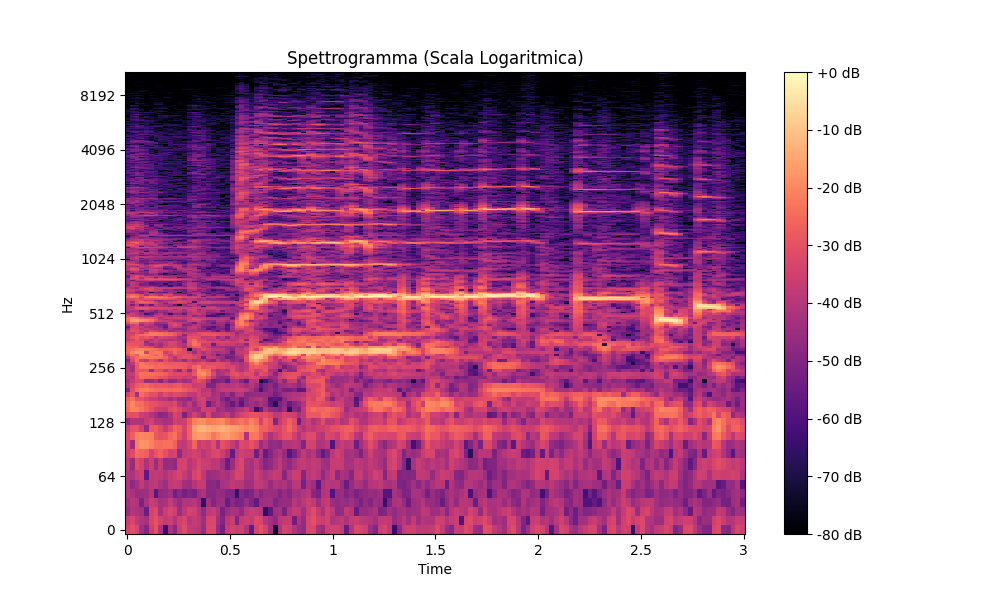 Spettrogramma (Scala Logaritmica)
8192
4096
2048
1024
512
256
128
64
0
Hz
0
0.5
1
1.5
2
2.5
3
Time
+0 dB
-10 dB
-20 dB
-30 dB
-40 dB
-50 dB
-60 dB
-70 dB
-80 dB